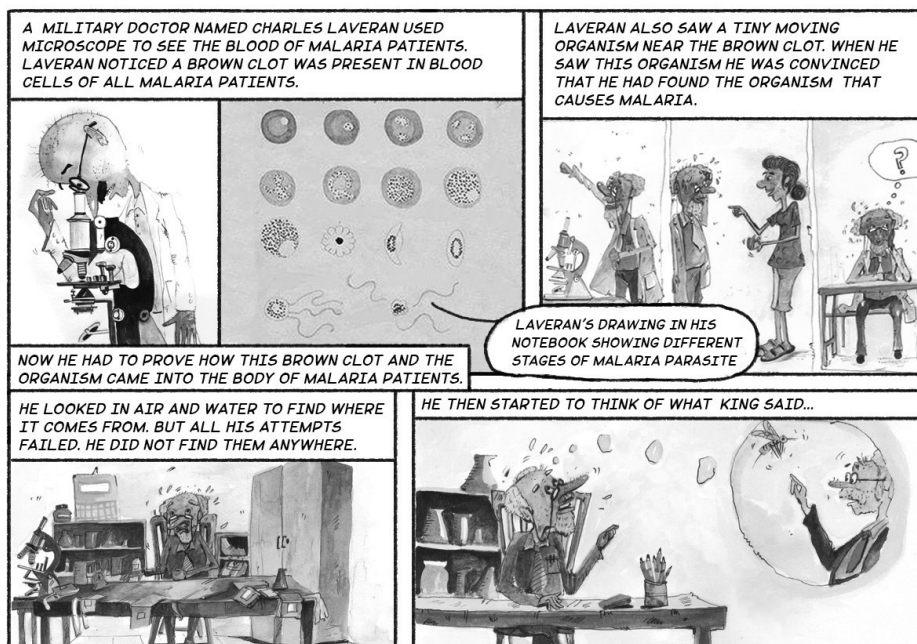 A MILITARY DOCTOR NAMED CHARLES LAVERAN USED
MICROSCOPE TO SEE THE BLOOD OF MALARIA PATIENTS.
LAVERAN NOTICED A BROWN CLOT WAS PRESENT IN BLOOD
CELLS OF ALL MALARIA PATIENTS.
LAVERAN ALSO SAW A TINY MOVING
ORGANISM NEAR THE BROWN CLOT. WHEN HE
SAW THIS ORGANISM HE WAS CONVINCED
THAT HE HAD FOUND THE ORGANISM THAT
CAUSES MALARIA.
?
LAVERAN'S DRAWING IN HIS
NOTEBOOK SHOWING DIFFERENT
STAGES OF MALARIA PARASITE
NOW HE HAD TO PROVE HOW THIS BROWN CLOT AND THE
ORGANISM CAME INTO THE BODY OF MALARIA PATIENTS.
HE LOOKED IN AIR AND WATER TO FIND WHERE
IT COMES FROM. BUT ALL HIS ATTEMPTS
FAILED. HE DID NOT FIND THEM ANYWHERE.
HE THEN STARTED TO THINK OF WHAT KING SAID...